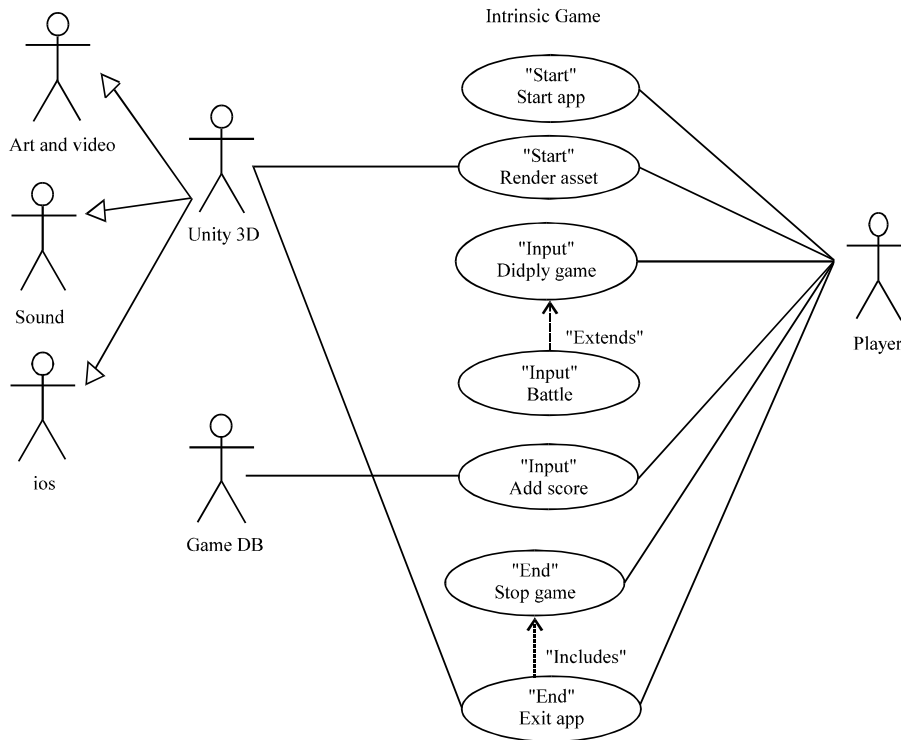 Intrinsic Game
"Start"
Start app
Art and video
"Start"
Render asset
Unity 3D
"Input"
Didply game
Sound
"Extends"
Player
"Input"
Battle
"Input"
Add score
ios
Game DB
"End"
Stop game
"Includes"
"End"
Exit app